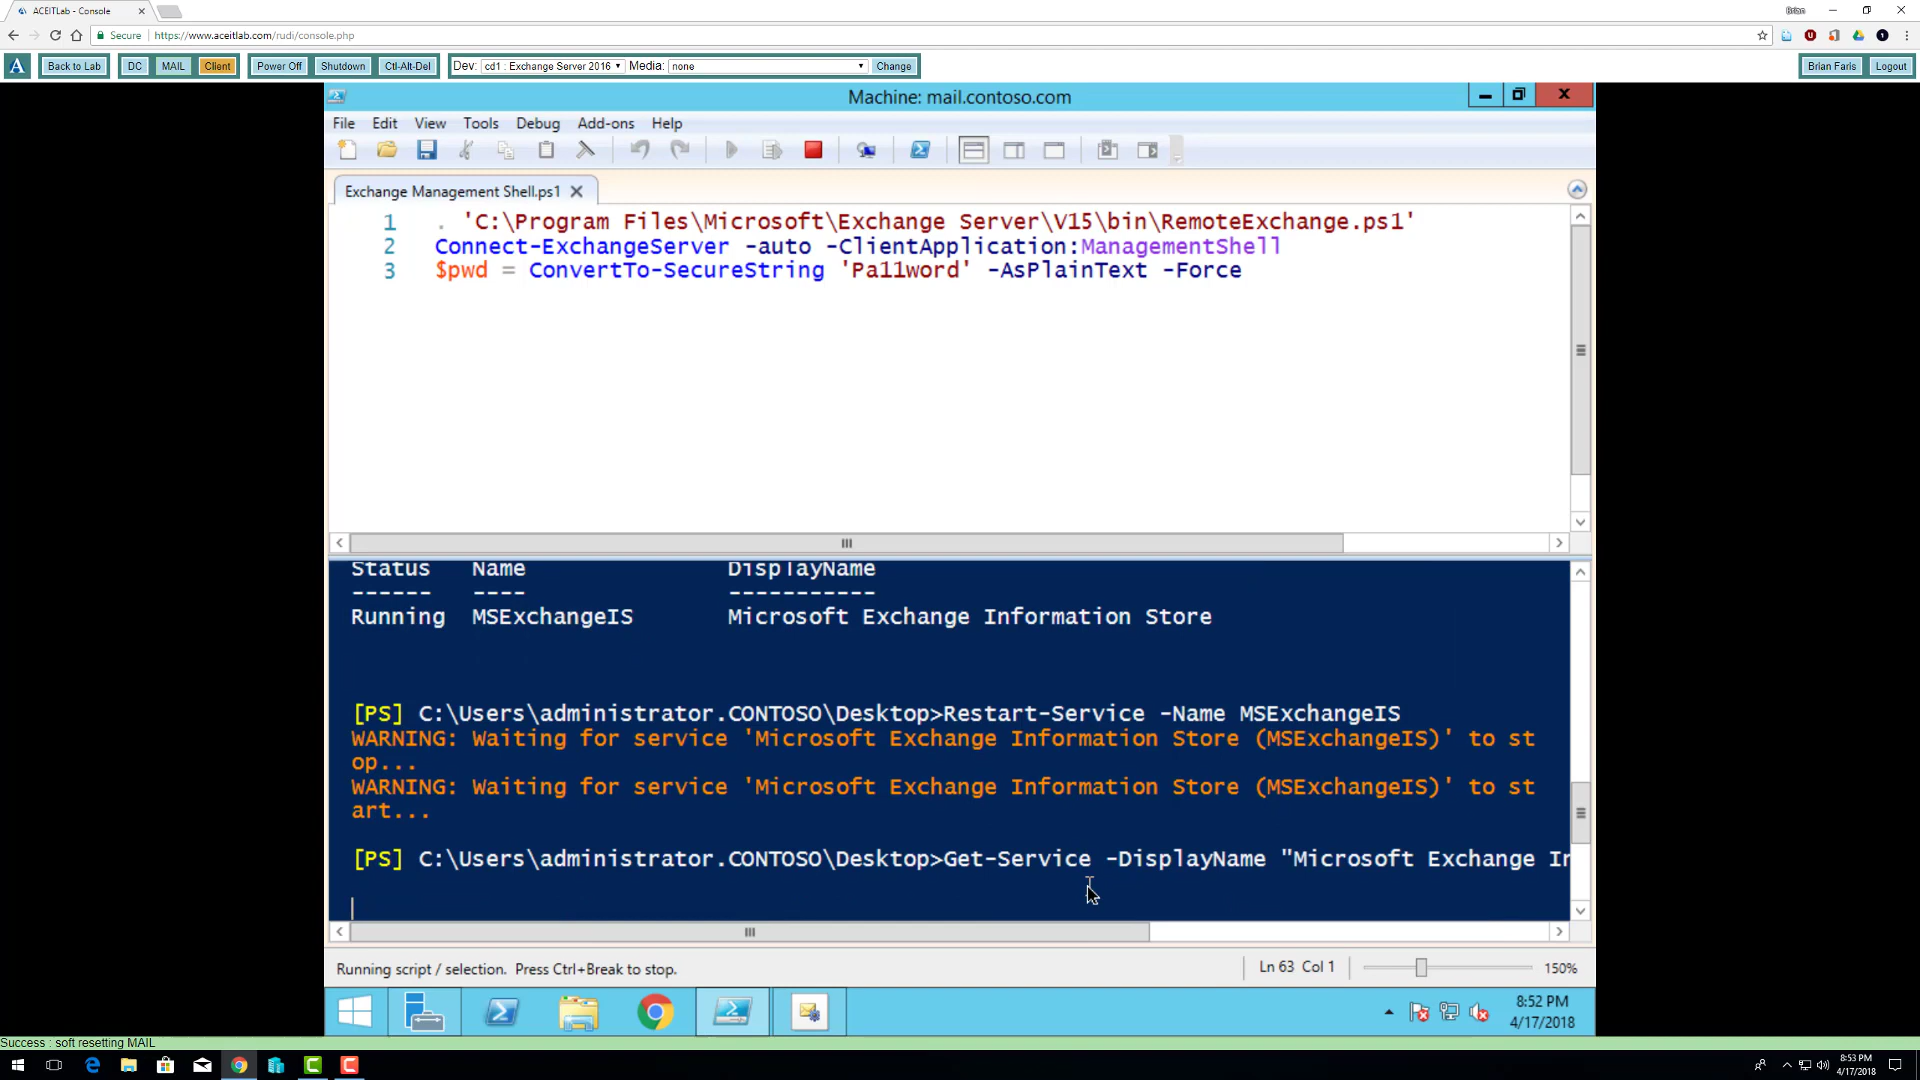 ACEITLab - Console
Brian
Secure https://www.aceitlab.com/rudi/console.php
A Back to Lab DC MAIL Client Power Off Shutdown Ctl-Alt-Del Dev: cd1 : Exchange Server 2016 Media: none Change Brian Faris Logout
Machine: mail.contoso.com
File Edit View Tools Debug Add-ons Help
Exchange Management Shell.ps1
1 . 'C:\Program Files\Microsoft\Exchange Server\V15\bin\RemoteExchange.ps1'
2 Connect-ExchangeServer -auto -ClientApplication:ManagementShell
3 $pwd = ConvertTo-SecureString 'Pa11word' -AsPlainText -Force
Status Name DisplayName
------ ---- -----------
Running MSExchangeIS Microsoft Exchange Information Store
[PS] C:\Users\administrator.CONTOSO\Desktop>Restart-Service -Name MSExchangeIS
WARNING: Waiting for service 'Microsoft Exchange Information Store (MSExchangeIS)' to st
op...
WARNING: Waiting for service 'Microsoft Exchange Information Store (MSExchangeIS)' to st
art...
[PS] C:\Users\administrator.CONTOSO\Desktop>Get-Service -DisplayName "Microsoft Exchange In
Running script / selection. Press Ctrl+Break to stop.
Ln 63 Col 1
150%
8:52 PM
4/17/2018
Success : soft resetting MAIL
8:53 PM
4/17/2018